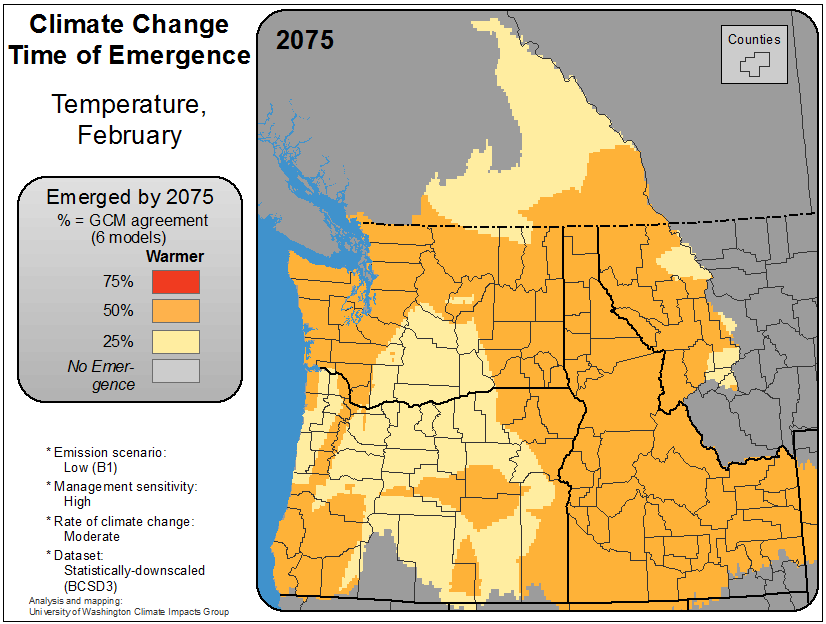 Climate Change
Time of Emergence
Temperature,
February
Emerged by 2075
% = GCM agreement
(6 models)
Warmer
75%
50%
25%
No Emer-
gence
* Emission scenario:
Low (B1)
* Management sensitivity:
High
* Rate of climate change:
Moderate
* Dataset:
Statistically-downscaled
(BCSD3)
Analysis and mapping:
University of Washington Climate Impacts Group
2075
Counties